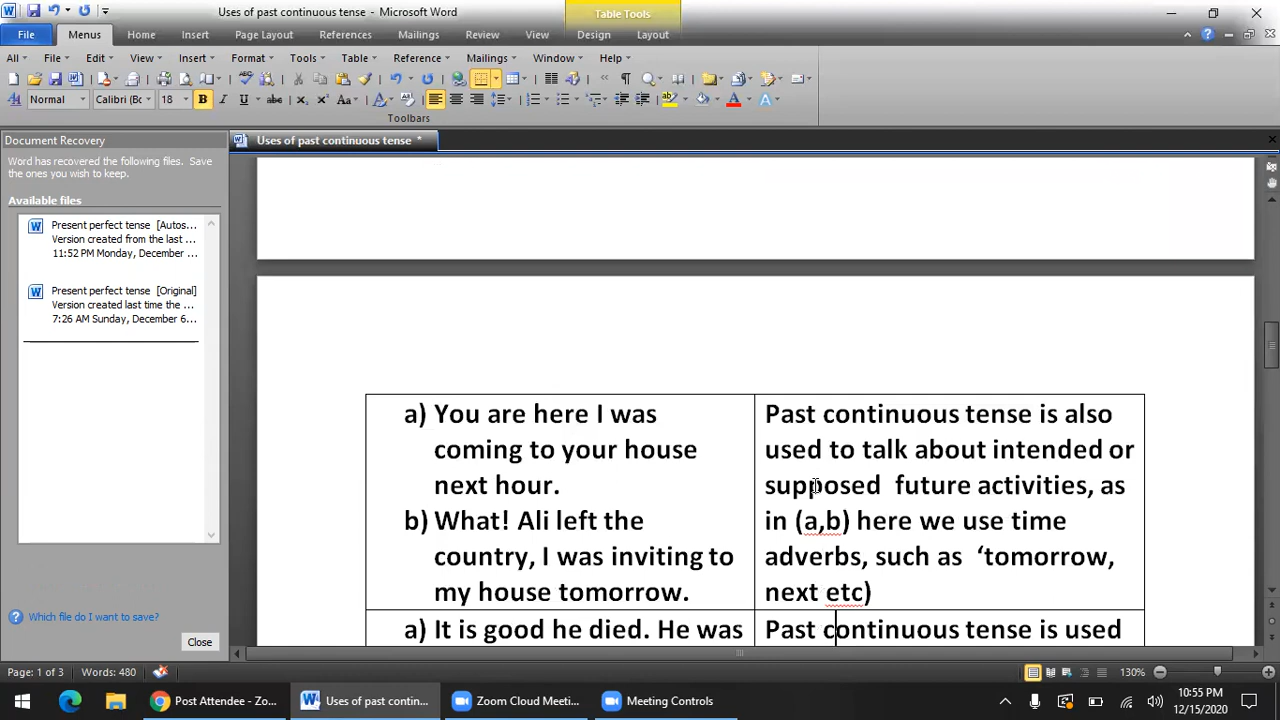 Uses of past continuous tense - Microsoft Word
Table Tools
File Menus Home Insert Page Layout References Mailings Review View Design Layout
All File Edit View Insert Format Tools Table Reference Mailings Window Help
Normal Calibri (Bc 18 B I U abc X₂ X² Aa
Toolbars
Document Recovery
Uses of past continuous tense *
Word has recovered the following files. Save
the ones you wish to keep.
Available files
Present perfect tense [Autos...
Version created from the last ...
11:52 PM Monday, December ...
Present perfect tense [Original]
Version created last time the ...
7:26 AM Sunday, December 6...
Which file do I want to save?
Close
a) You are here I was
coming to your house
next hour.
b) What! Ali left the
country, I was inviting to
my house tomorrow.
Past continuous tense is also
used to talk about intended or
supposed future activities, as
in (a,b) here we use time
adverbs, such as ‘tomorrow,
next etc)
a) It is good he died. He was
Past continuous tense is used
Page: 1 of 3 Words: 480 130%
Post Attendee - Zo... Uses of past contin... Zoom Cloud Meeti... Meeting Controls
10:55 PM
12/15/2020